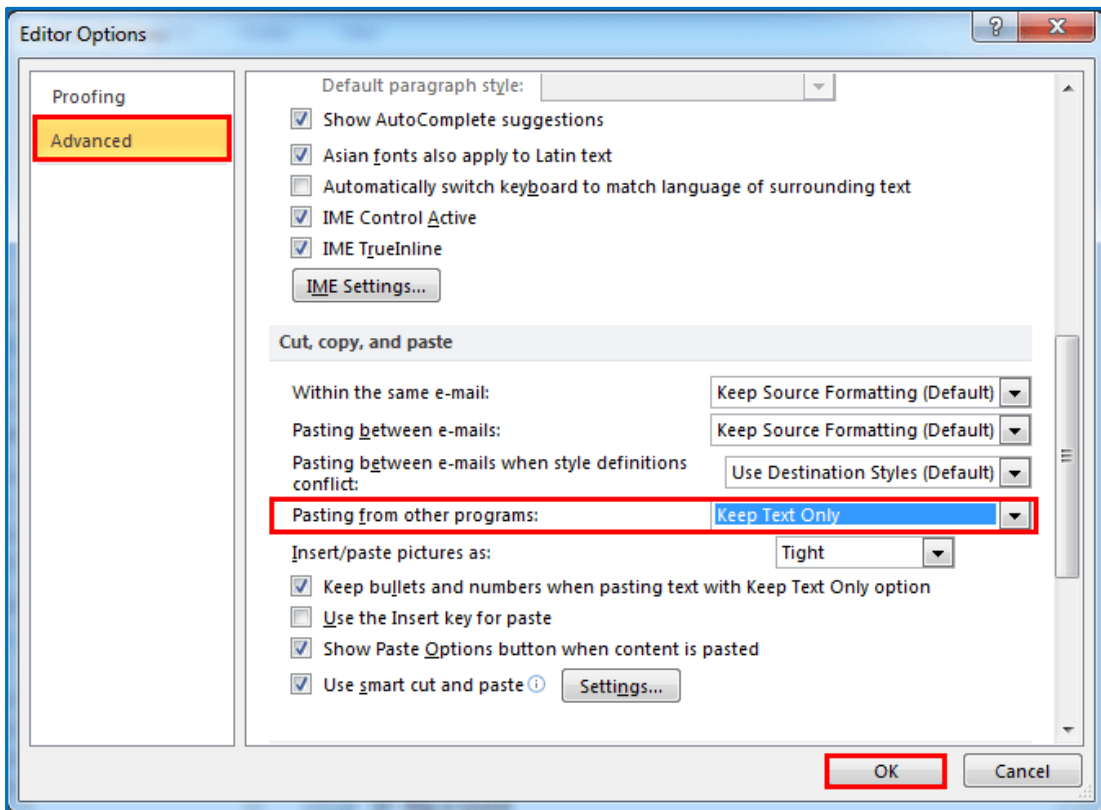 Editor Options
Proofing
Advanced
Default paragraph style:
Show AutoComplete suggestions
Asian fonts also apply to Latin text
Automatically switch keyboard to match language of surrounding text
IME Control Active
IME TrueInline
IME Settings...
Cut, copy, and paste
Within the same e-mail: Keep Source Formatting (Default)
Pasting between e-mails: Keep Source Formatting (Default)
Pasting between e-mails when style definitions
conflict: Use Destination Styles (Default)
Pasting from other programs: Keep Text Only
Insert/paste pictures as: Tight
Keep bullets and numbers when pasting text with Keep Text Only option
Use the Insert key for paste
Show Paste Options button when content is pasted
Use smart cut and paste Settings...
OK Cancel